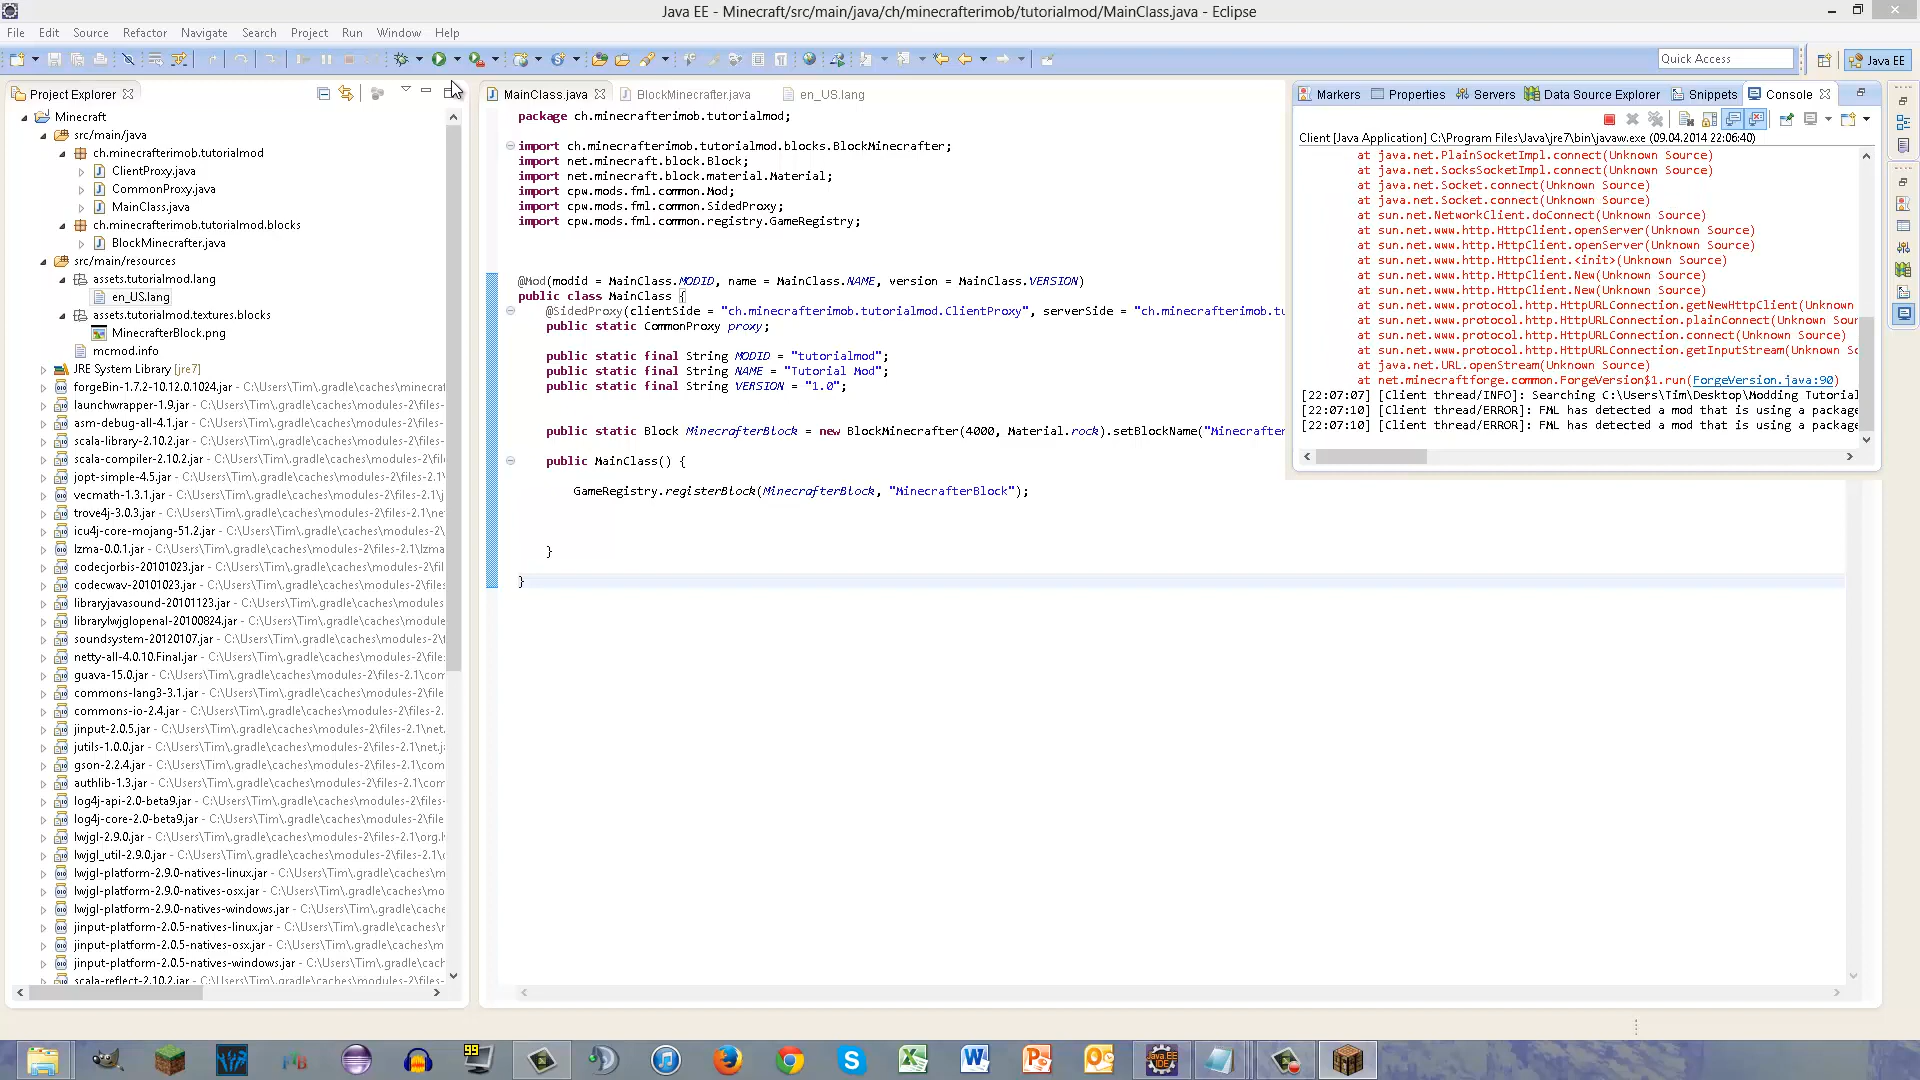 Java EE - Minecraft/src/main/java/ch/minecrafterimob/tutorialmod/MainClass.java - Eclipse
File Edit Source Refactor Navigate Search Project Run Window Help
Quick Access
Java EE
Project Explorer
Minecraft
src/main/java
ch.minecrafterimob.tutorialmod
ClientProxy.java
CommonProxy.java
MainClass.java
ch.minecrafterimob.tutorialmod.blocks
BlockMinecrafter.java
src/main/resources
assets.tutorialmod.lang
en_US.lang
assets.tutorialmod.textures.blocks
MinecrafterBlock.png
mcmod.info
JRE System Library [jre7]
forgeBin-1.7.2-10.12.0.1024.jar - C:\Users\Tim\.gradle\caches\minecraf
launchwrapper-1.9.jar - C:\Users\Tim\.gradle\caches\modules-2\files-
asm-debug-all-4.1.jar - C:\Users\Tim\.gradle\caches\modules-2\files-
scala-library-2.10.2.jar - C:\Users\Tim\.gradle\caches\modules-2\files-
scala-compiler-2.10.2.jar - C:\Users\Tim\.gradle\caches\modules-2\fil
jopt-simple-4.5.jar - C:\Users\Tim\.gradle\caches\modules-2\files-2.1\
vecmath-1.3.1.jar - C:\Users\Tim\.gradle\caches\modules-2\files-2.1\j
trove4j-3.0.3.jar - C:\Users\Tim\.gradle\caches\modules-2\files-2.1\ne
icu4j-core-mojang-51.2.jar - C:\Users\Tim\.gradle\caches\modules-2\
lzma-0.0.1.jar - C:\Users\Tim\.gradle\caches\modules-2\files-2.1\lzma
codecjorbis-20101023.jar - C:\Users\Tim\.gradle\caches\modules-2\file
codecwav-20101023.jar - C:\Users\Tim\.gradle\caches\modules-2\files
libraryjavasound-20101123.jar - C:\Users\Tim\.gradle\caches\modules
librarylwjglopenal-20100824.jar - C:\Users\Tim\.gradle\caches\module
soundsystem-20120107.jar - C:\Users\Tim\.gradle\caches\modules-2\f
netty-all-4.0.10.Final.jar - C:\Users\Tim\.gradle\caches\modules-2\file
guava-15.0.jar - C:\Users\Tim\.gradle\caches\modules-2\files-2.1\com
commons-lang3-3.1.jar - C:\Users\Tim\.gradle\caches\modules-2\files
commons-io-2.4.jar - C:\Users\Tim\.gradle\caches\modules-2\files-2.
jinput-2.0.5.jar - C:\Users\Tim\.gradle\caches\modules-2\files-2.1\net.
jutils-1.0.0.jar - C:\Users\Tim\.gradle\caches\modules-2\files-2.1\net.j
gson-2.2.4.jar - C:\Users\Tim\.gradle\caches\modules-2\files-2.1\com
authlib-1.3.jar - C:\Users\Tim\.gradle\caches\modules-2\files-2.1\com
log4j-api-2.0-beta9.jar - C:\Users\Tim\.gradle\caches\modules-2\files-
log4j-core-2.0-beta9.jar - C:\Users\Tim\.gradle\caches\modules-2\file
lwjgl-2.9.0.jar - C:\Users\Tim\.gradle\caches\modules-2\files-2.1\org.l
lwjgl_util-2.9.0.jar - C:\Users\Tim\.gradle\caches\modules-2\files-2.1\
lwjgl-platform-2.9.0-natives-linux.jar - C:\Users\Tim\.gradle\caches\m
lwjgl-platform-2.9.0-natives-osx.jar - C:\Users\Tim\.gradle\caches\mo
lwjgl-platform-2.9.0-natives-windows.jar - C:\Users\Tim\.gradle\cache
jinput-platform-2.0.5-natives-linux.jar - C:\Users\Tim\.gradle\caches\r
jinput-platform-2.0.5-natives-osx.jar - C:\Users\Tim\.gradle\caches\m
jinput-platform-2.0.5-natives-windows.jar - C:\Users\Tim\.gradle\cach
scala-reflect-2.10.2.jar - C:\Users\Tim\.gradle\caches\modules-2\files
MainClass.java BlockMinecrafter.java en_US.lang
package ch.minecrafterimob.tutorialmod;
import ch.minecrafterimob.tutorialmod.blocks.BlockMinecrafter;
import net.minecraft.block.Block;
import net.minecraft.block.material.Material;
import cpw.mods.fml.common.Mod;
import cpw.mods.fml.common.SidedProxy;
import cpw.mods.fml.common.registry.GameRegistry;
@Mod(modid = MainClass.MODID, name = MainClass.NAME, version = MainClass.VERSION)
public class MainClass {
@SidedProxy(clientSide = "ch.minecrafterimob.tutorialmod.ClientProxy", serverSide = "ch.minecrafterimob.tu
public static CommonProxy proxy;
public static final String MODID = "tutorialmod";
public static final String NAME = "Tutorial Mod";
public static final String VERSION = "1.0";
public static Block MinecrafterBlock = new BlockMinecrafter(4000, Material.rock).setBlockName("Minecrafter
public MainClass() {
GameRegistry.registerBlock(MinecrafterBlock, "MinecrafterBlock");
}
}
Markers Properties Servers Data Source Explorer Snippets Console
Client [Java Application] C:\Program Files\Java\jre7\bin\javaw.exe (09.04.2014 22:06:40)
at java.net.PlainSocketImpl.connect(Unknown Source)
at java.net.SocksSocketImpl.connect(Unknown Source)
at java.net.Socket.connect(Unknown Source)
at java.net.Socket.connect(Unknown Source)
at sun.net.NetworkClient.doConnect(Unknown Source)
at sun.net.www.http.HttpClient.openServer(Unknown Source)
at sun.net.www.http.HttpClient.openServer(Unknown Source)
at sun.net.www.http.HttpClient.<init>(Unknown Source)
at sun.net.www.http.HttpClient.New(Unknown Source)
at sun.net.www.http.HttpClient.New(Unknown Source)
at sun.net.www.protocol.http.HttpURLConnection.getNewHttpClient(Unknown
at sun.net.www.protocol.http.HttpURLConnection.plainConnect(Unknown Sour
at sun.net.www.protocol.http.HttpURLConnection.connect(Unknown Source)
at sun.net.www.protocol.http.HttpURLConnection.getInputStream(Unknown Sc
at java.net.URL.openStream(Unknown Source)
at net.minecraftforge.common.ForgeVersion$1.run(ForgeVersion.java:90)
[22:07:07] [Client thread/INFO]: Searching C:\Users\Tim\Desktop\Modding Tutorial
[22:07:10] [Client thread/ERROR]: FML has detected a mod that is using a package
[22:07:10] [Client thread/ERROR]: FML has detected a mod that is using a package
99
Java EE
IDE